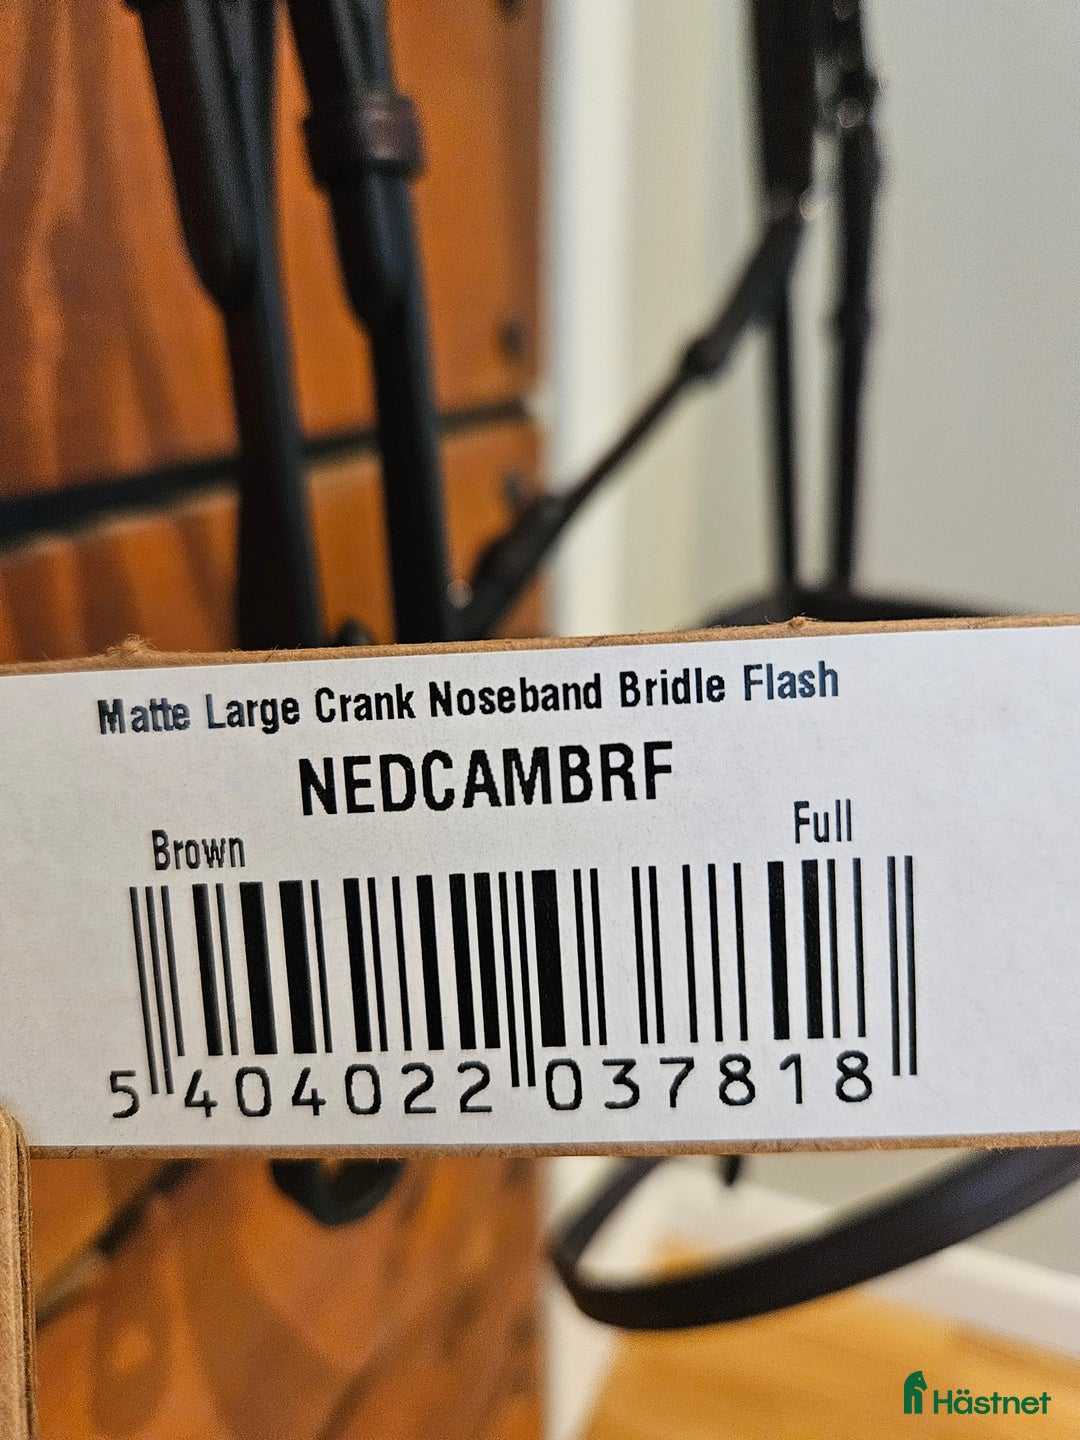 Matte Large Crank Noseband Bridle Flash
NEDCAMBRF
Brown Full
5 404022 037818
Hästnet